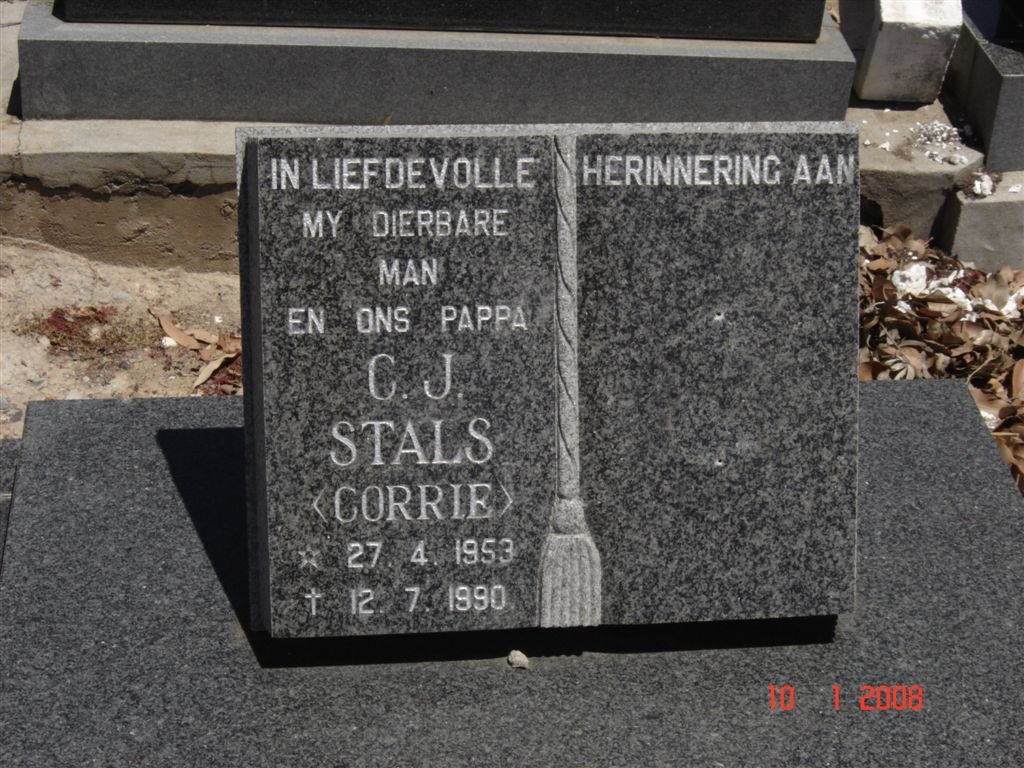 IN LIEFDEVOLLE HERINNERING AAN
MY DIERBARE
MAN
EN ONS PAPPA
C. J.
STALS
<CORRIE>
☆ 27. 4. 1953
† 12. 7. 1990
10 1 2008